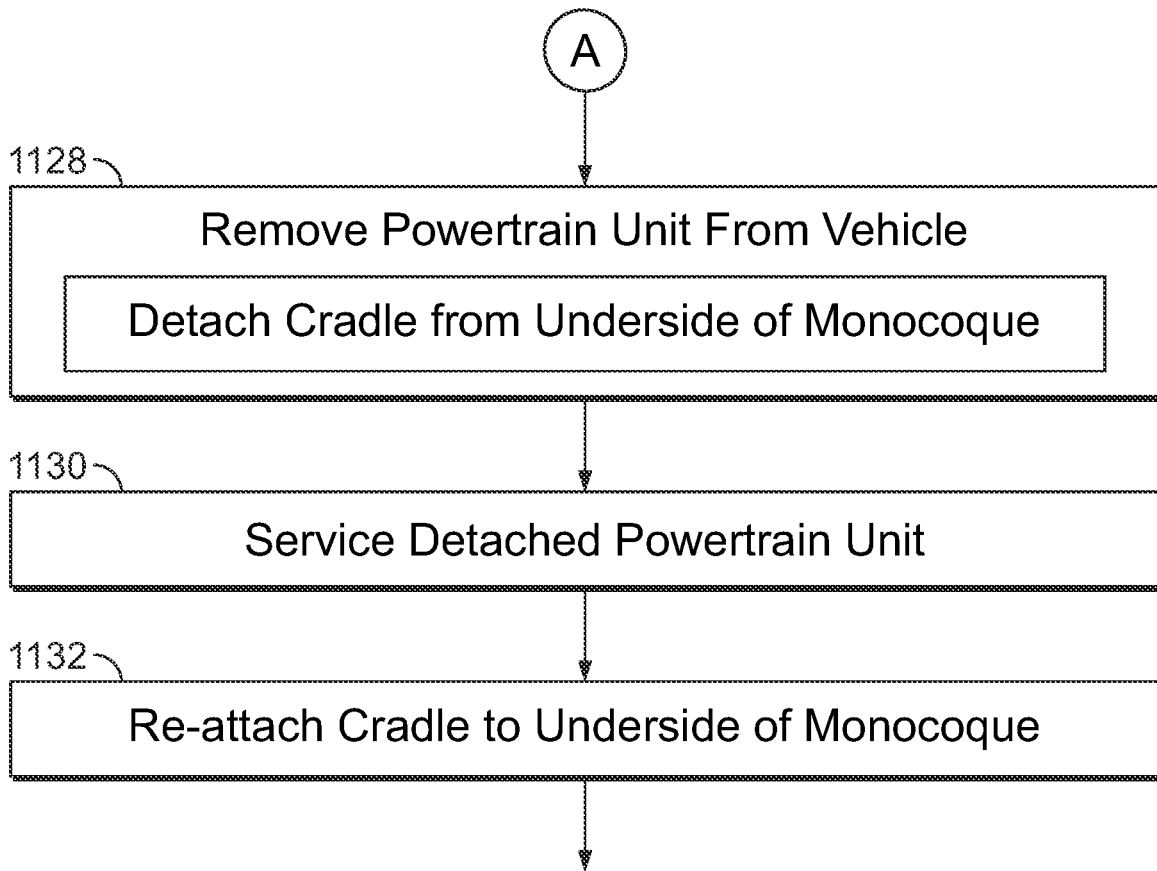 A
1128
Remove Powertrain Unit From Vehicle
Detach Cradle from Underside of Monocoque
1130
Service Detached Powertrain Unit
1132
Re-attach Cradle to Underside of Monocoque